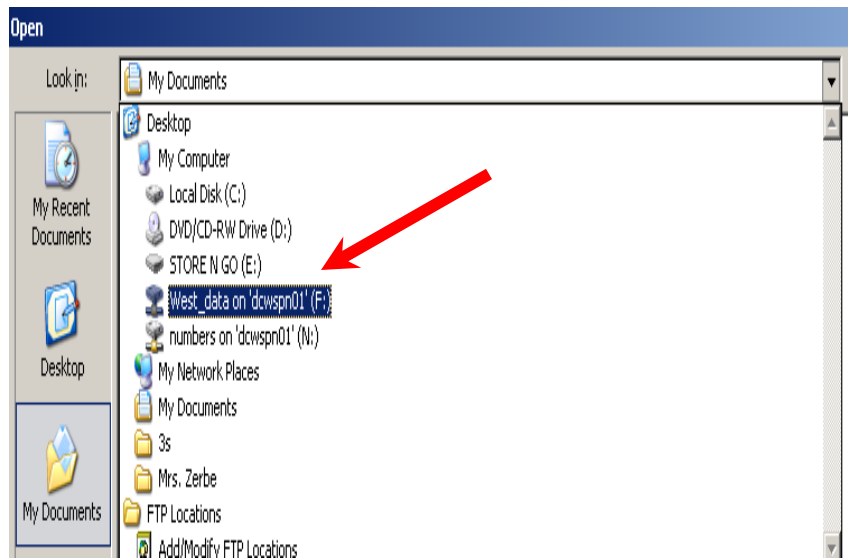 Open
Look in:
My Documents
Desktop
My Computer
Local Disk (C:)
DVD/CD-RW Drive (D:)
STORE N GO (E:)
West_data on 'dcwspn01' (F:)
numbers on 'dcwspn01' (N:)
My Network Places
My Documents
3s
Mrs. Zerbe
FTP Locations
Add/Modify FTP Locations
My Recent
Documents
Desktop
My Documents